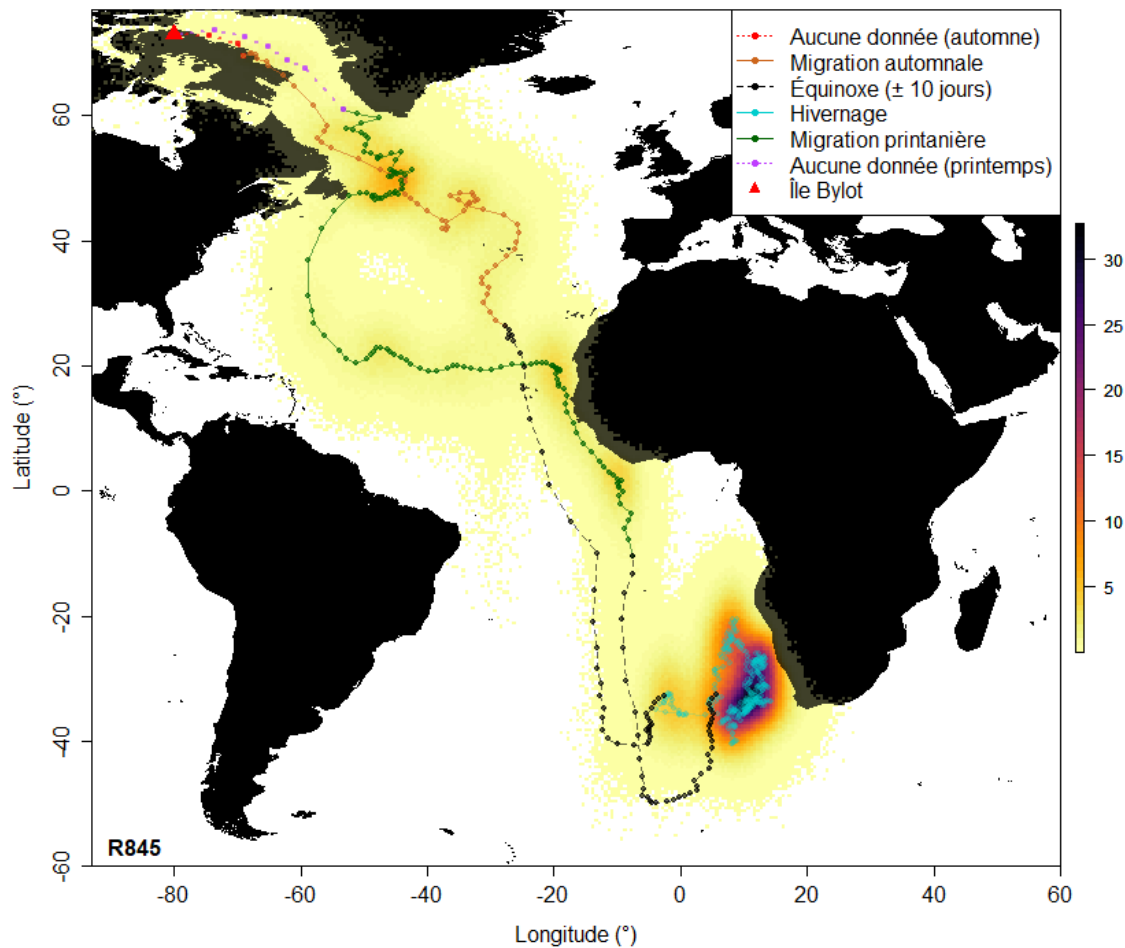 Aucune donnée (automne)
Migration automnale
Équinoxe (± 10 jours)
Hivernage
Migration printanière
Aucune donnée (printemps)
Île Bylot
60
40
20
0
-20
-40
-60
Latitude (°)
30
25
20
15
10
5
R845
-80
-60
-40
-20
0
20
40
60
Longitude (°)